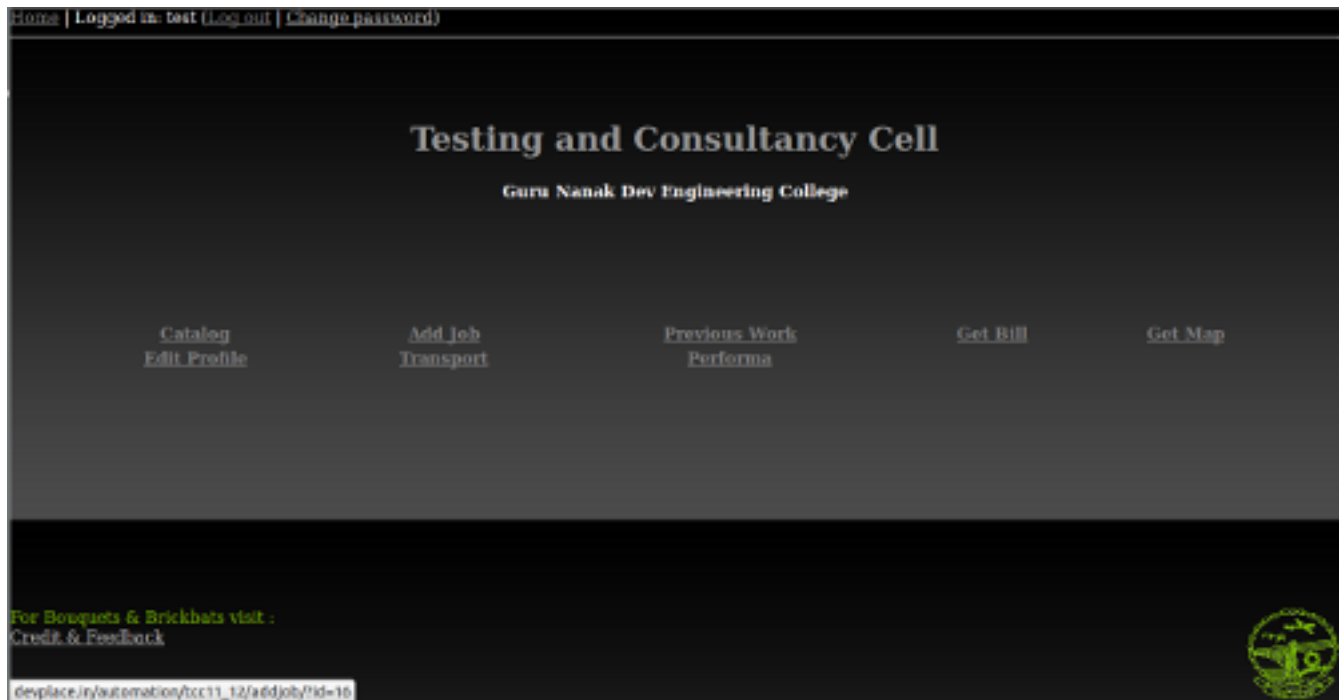 Home | Logged in: test (Log out | Change password)
Testing and Consultancy Cell
Guru Nanak Dev Engineering College
Catalog Add Job Previous Work Get Bill Get Map
Edit Profile Transport Performa
For Bouquets & Brickbats visit :
Credit & Feedback
devplace.in/automation/tcc11_12/addjob/?id=16